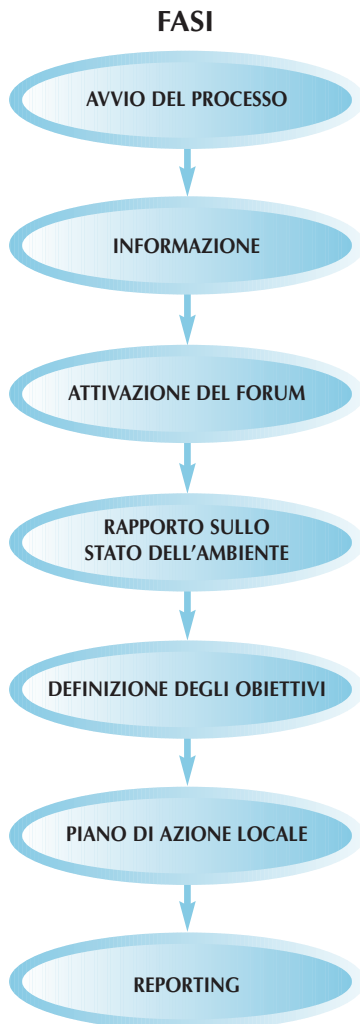 FASI
AVVIO DEL PROCESSO
INFORMAZIONE
ATTIVAZIONE DEL FORUM
RAPPORTO SULLO
STATO DELL’AMBIENTE
DEFINIZIONE DEGLI OBIETTIVI
PIANO DI AZIONE LOCALE
REPORTING